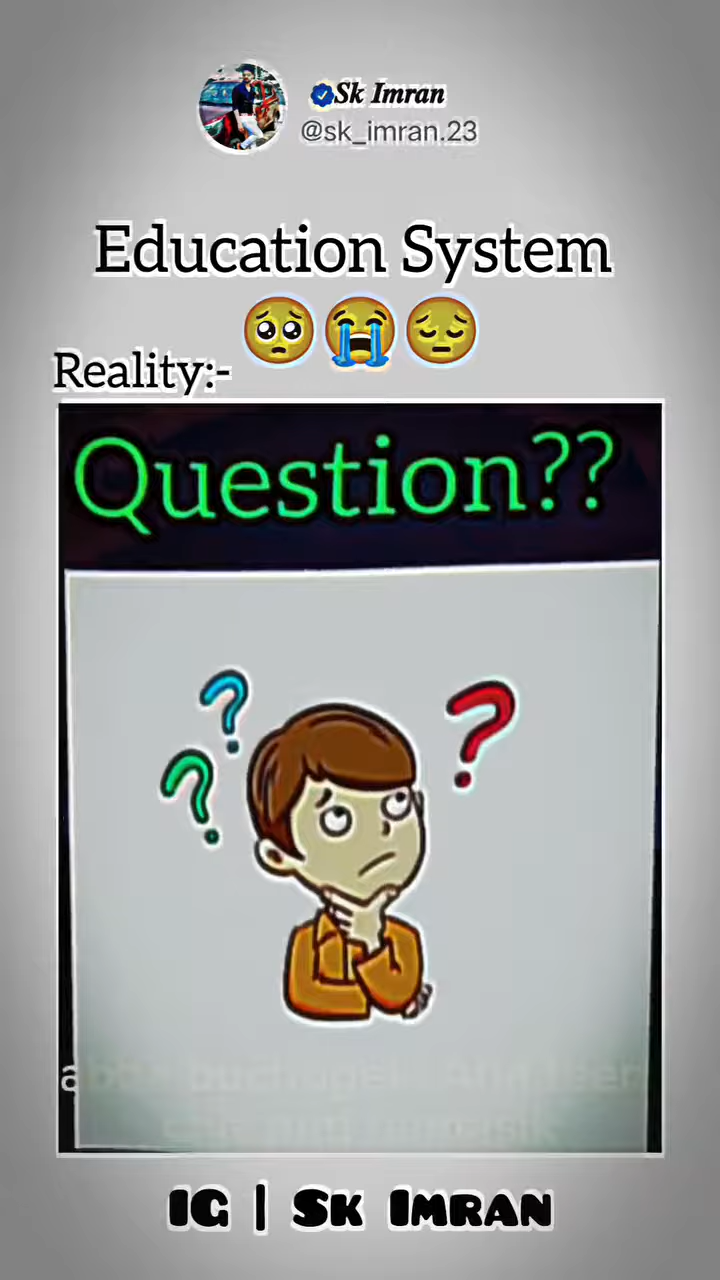 Sk Imran
@sk_imran.23
Education System
🥺😭😔
Reality:-
Question??
? ? ?
IG | Sk Imran